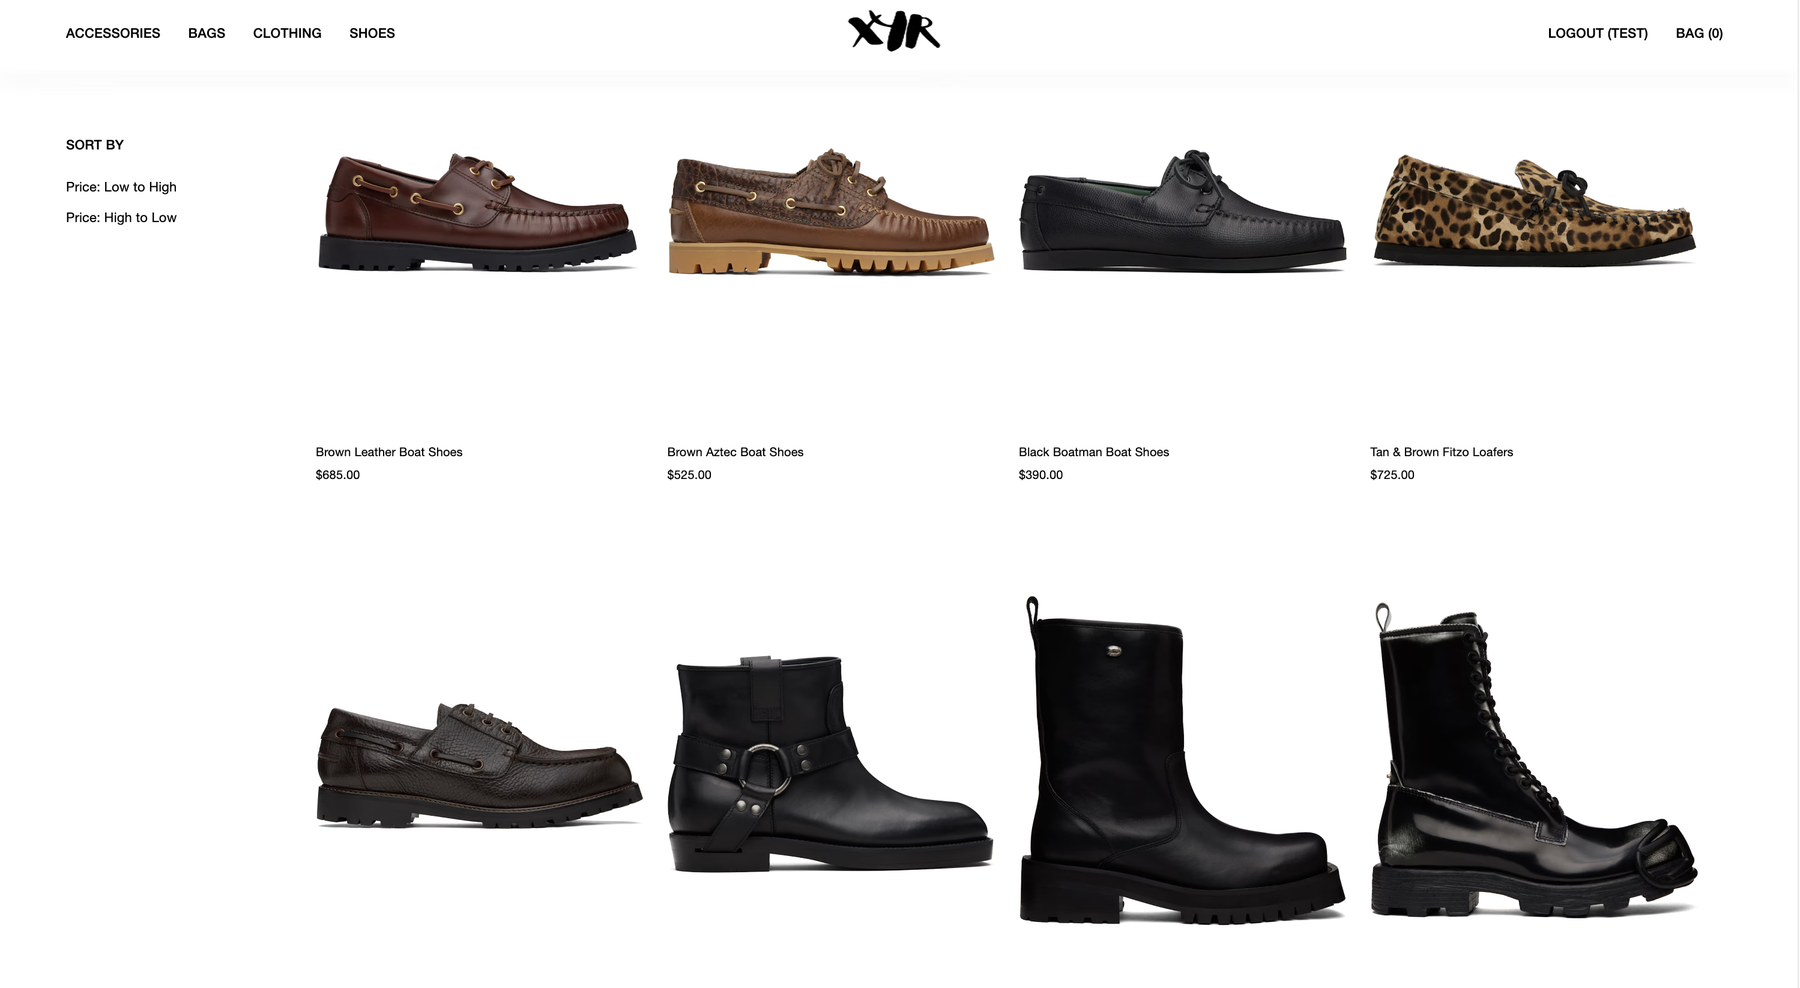 ACCESSORIES BAGS CLOTHING SHOES
XYR
LOGOUT (TEST) BAG (0)
SORT BY
Price: Low to High
Price: High to Low
Brown Leather Boat Shoes
$685.00
Brown Aztec Boat Shoes
$525.00
Black Boatman Boat Shoes
$390.00
Tan & Brown Fitzo Loafers
$725.00